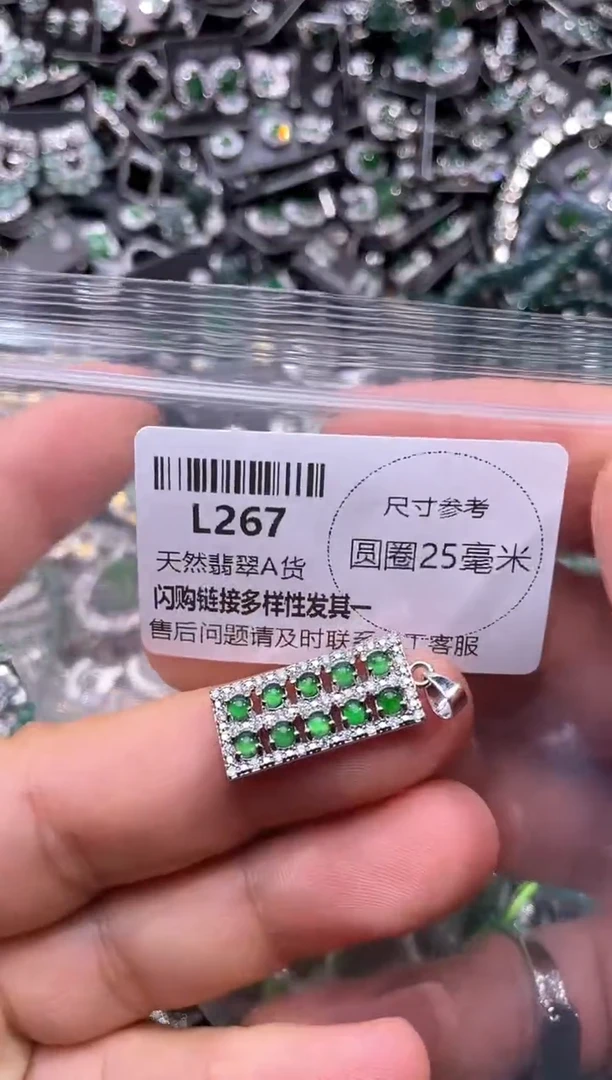 L267
天然翡翠A货
闪购链接多样性发其一
售后问题请及时联系 客服
尺寸参考
圆圈25毫米